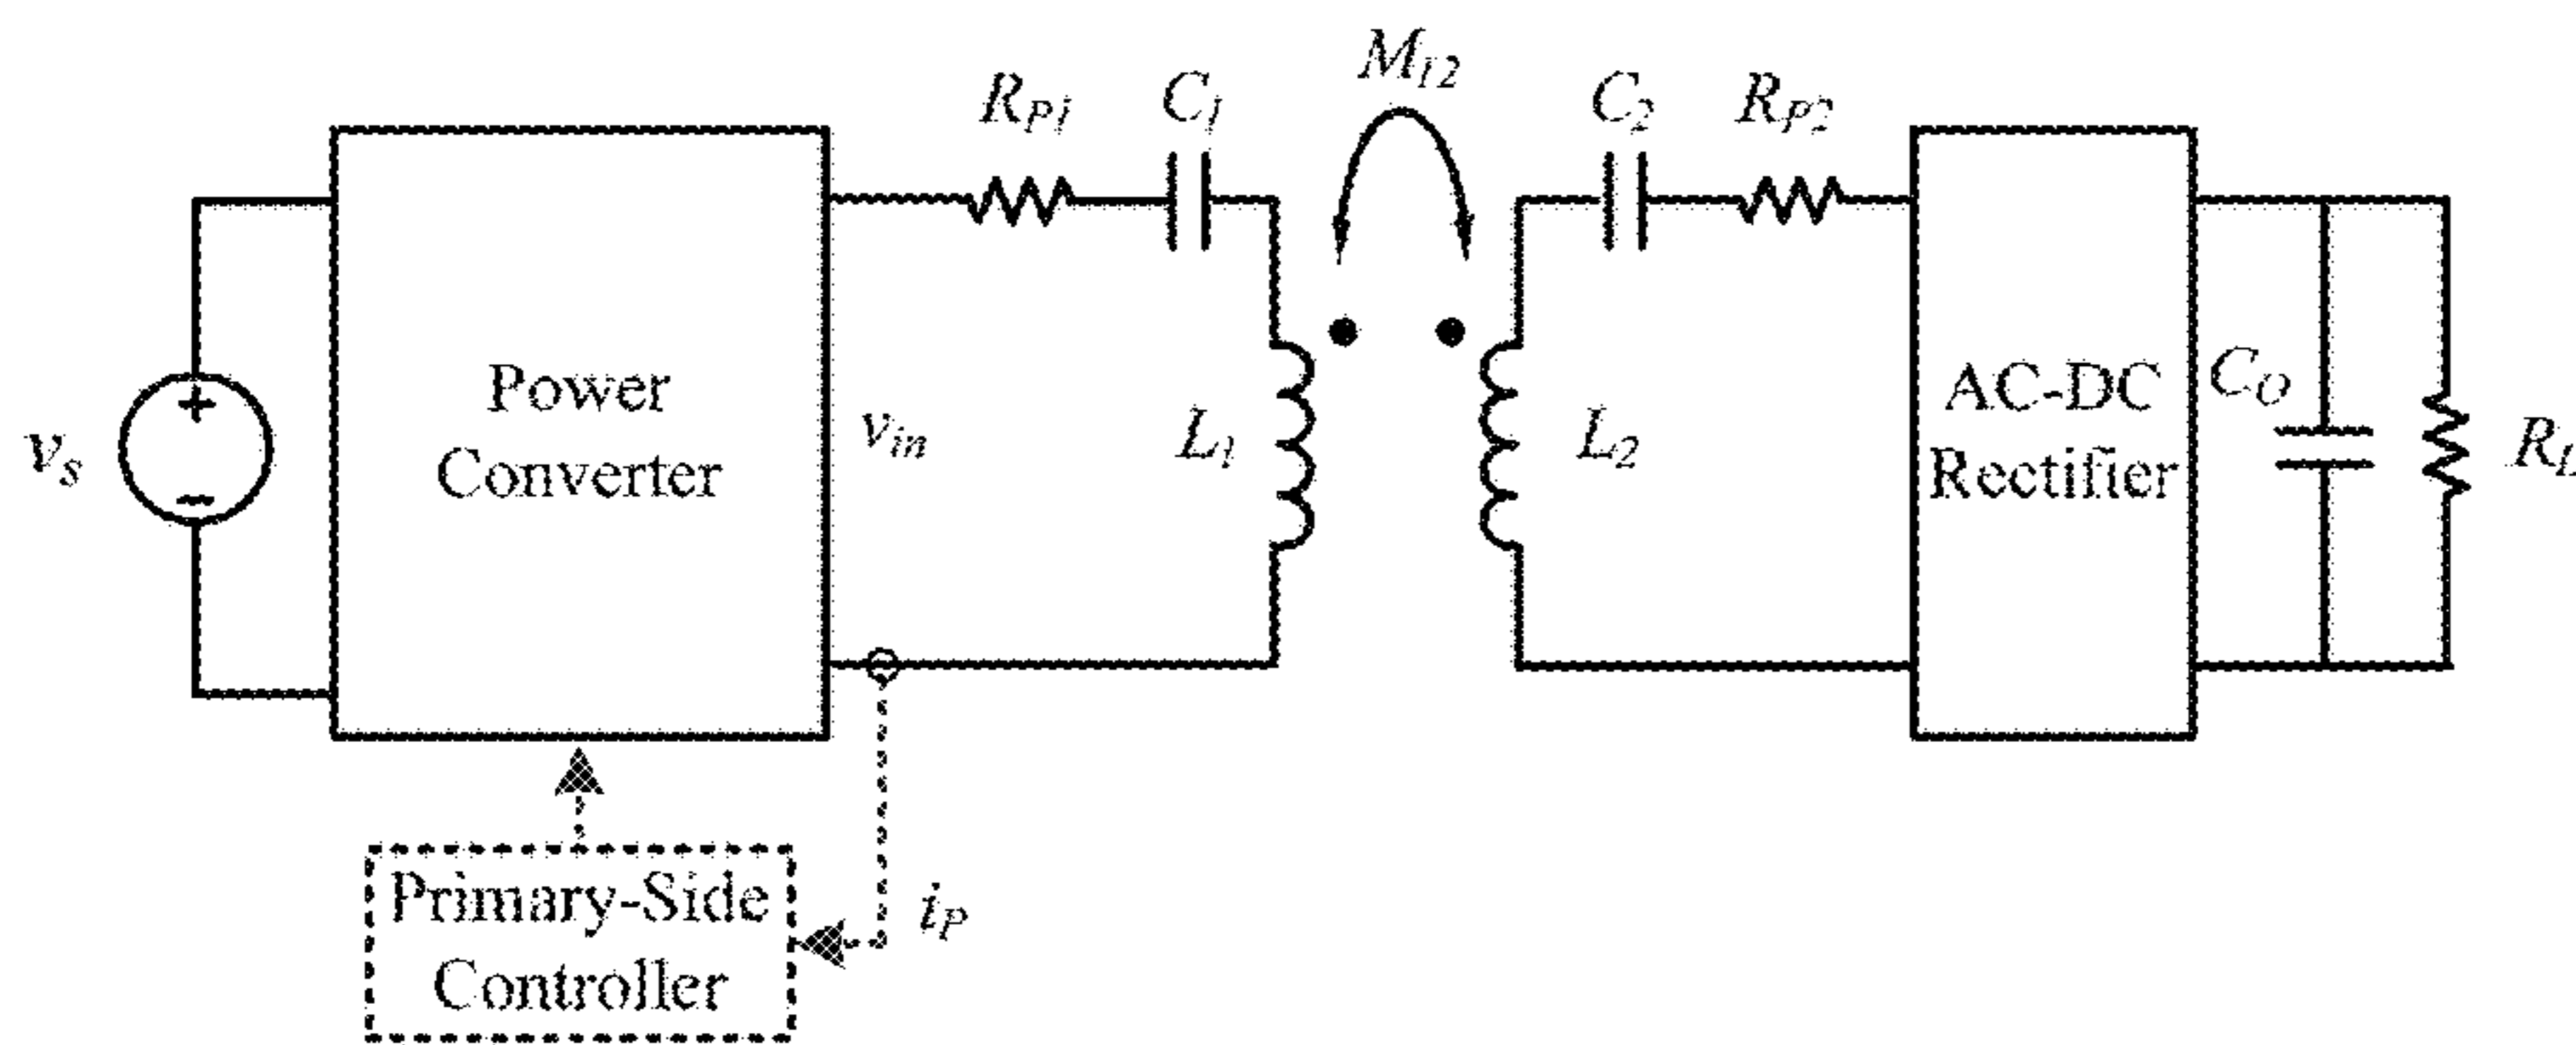 M12
RP1
C1
C2
RP2
vs
+
−
Power
Converter
vin
L1
L2
AC-DC
Rectifier
CO
RL
Primary-Side
Controller
iP